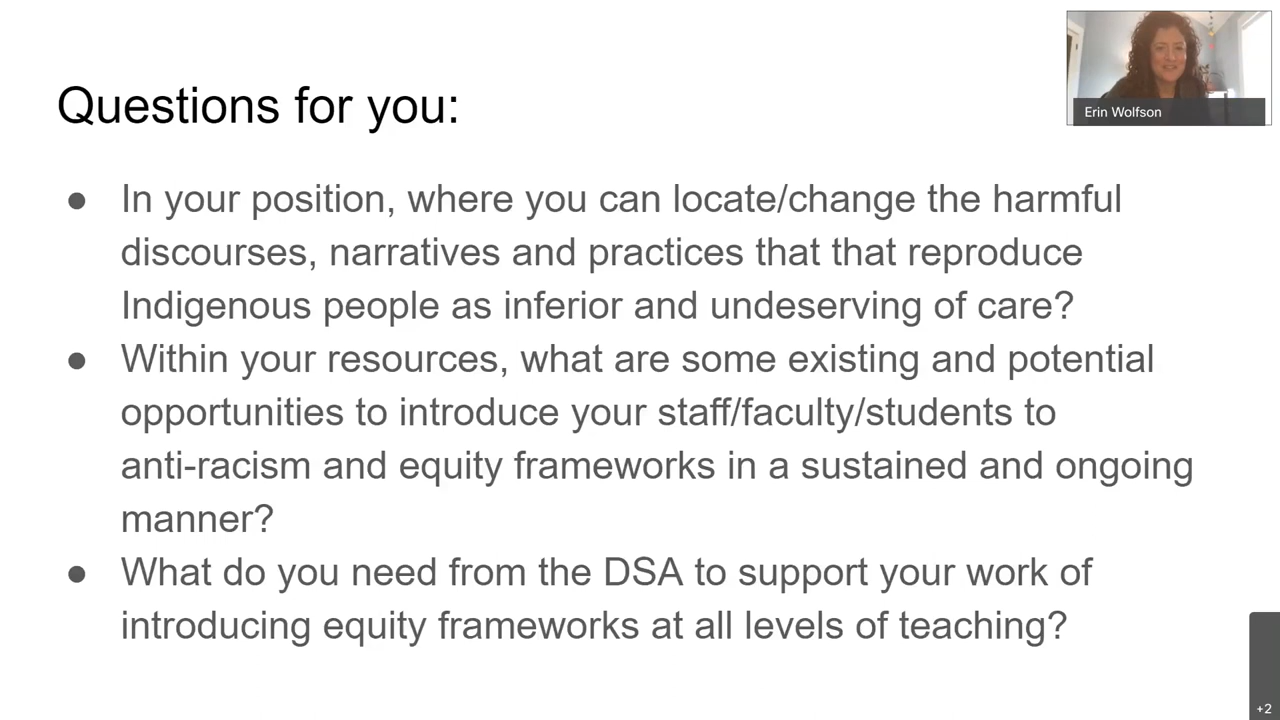 Questions for you:
Erin Wolfson
● In your position, where you can locate/change the harmful
discourses, narratives and practices that that reproduce
Indigenous people as inferior and undeserving of care?
● Within your resources, what are some existing and potential
opportunities to introduce your staff/faculty/students to
anti-racism and equity frameworks in a sustained and ongoing
manner?
● What do you need from the DSA to support your work of
introducing equity frameworks at all levels of teaching?
+2